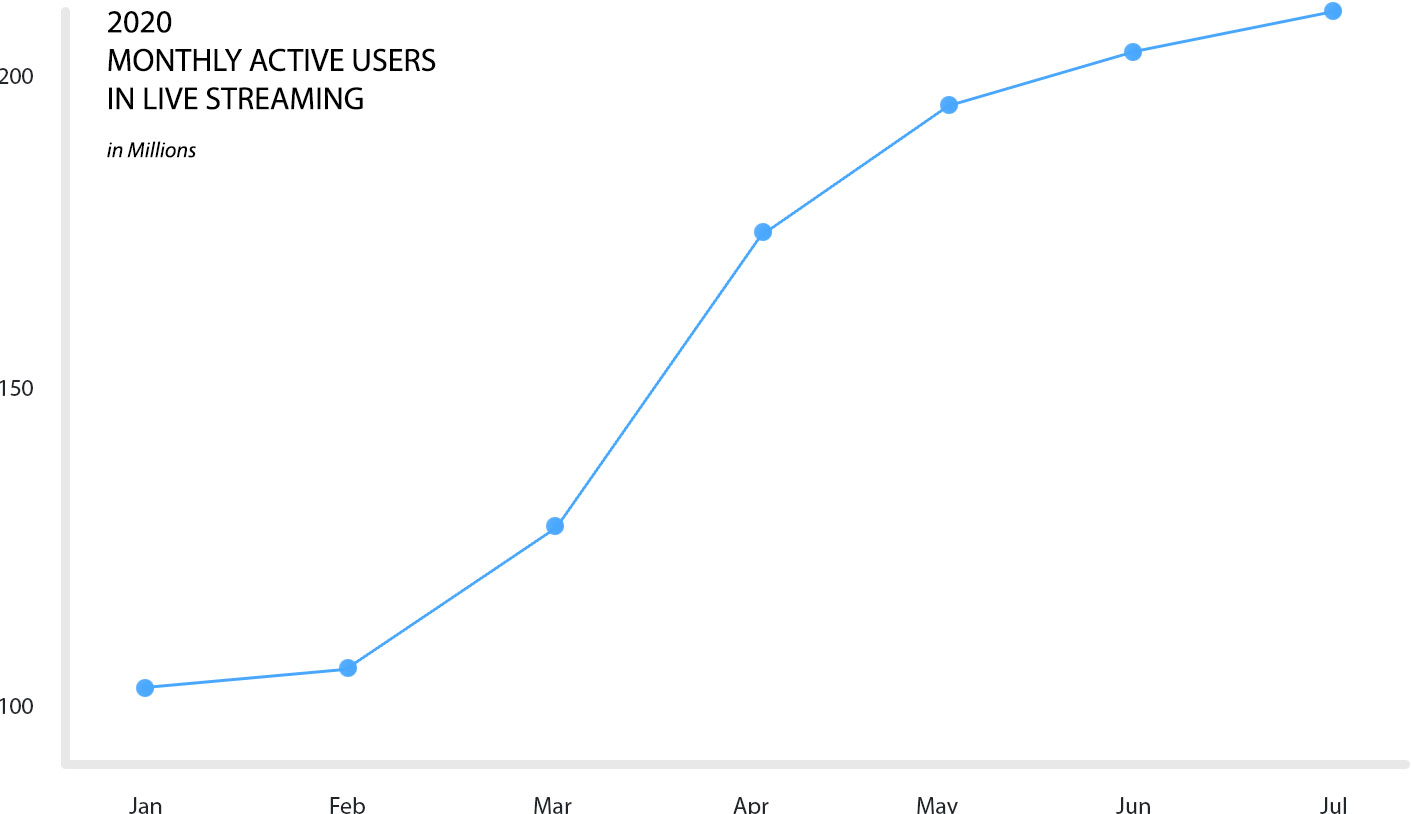 2020
MONTHLY ACTIVE USERS
IN LIVE STREAMING
in Millions
200
150
100
Jan Feb Mar Apr May Jun Jul